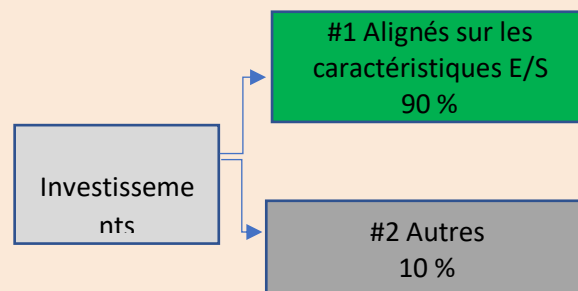 #1 Alignés sur les
caractéristiques E/S
90 %
Investisseme
nts
#2 Autres
10 %